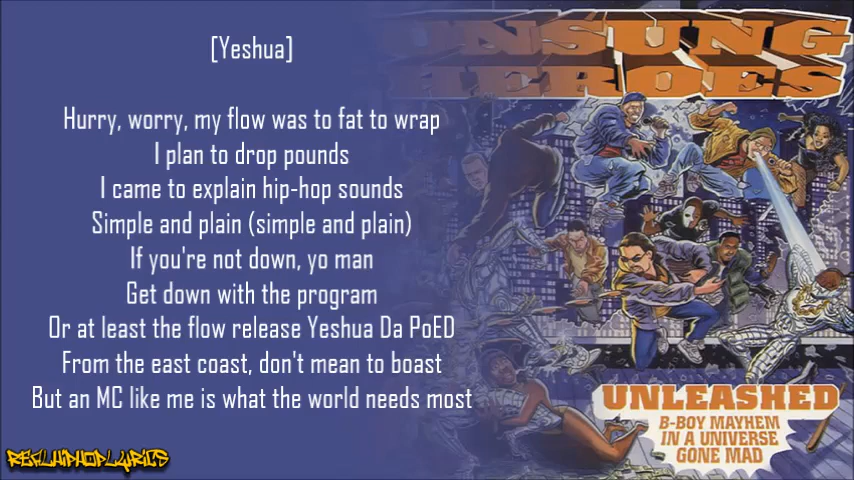 [Yeshua]
Hurry, worry, my flow was to fat to wrap
I plan to drop pounds
I came to explain hip-hop sounds
Simple and plain (simple and plain)
If you're not down, yo man
Get down with the program
Or at least the flow release Yeshua Da PoED
From the east coast, don't mean to boast
But an MC like me is what the world needs most
UNSUNG
HEROES
UNLEASHED
B-BOY MAYHEM
IN A UNIVERSE
GONE MAD
REALHIPHOPLYRICS